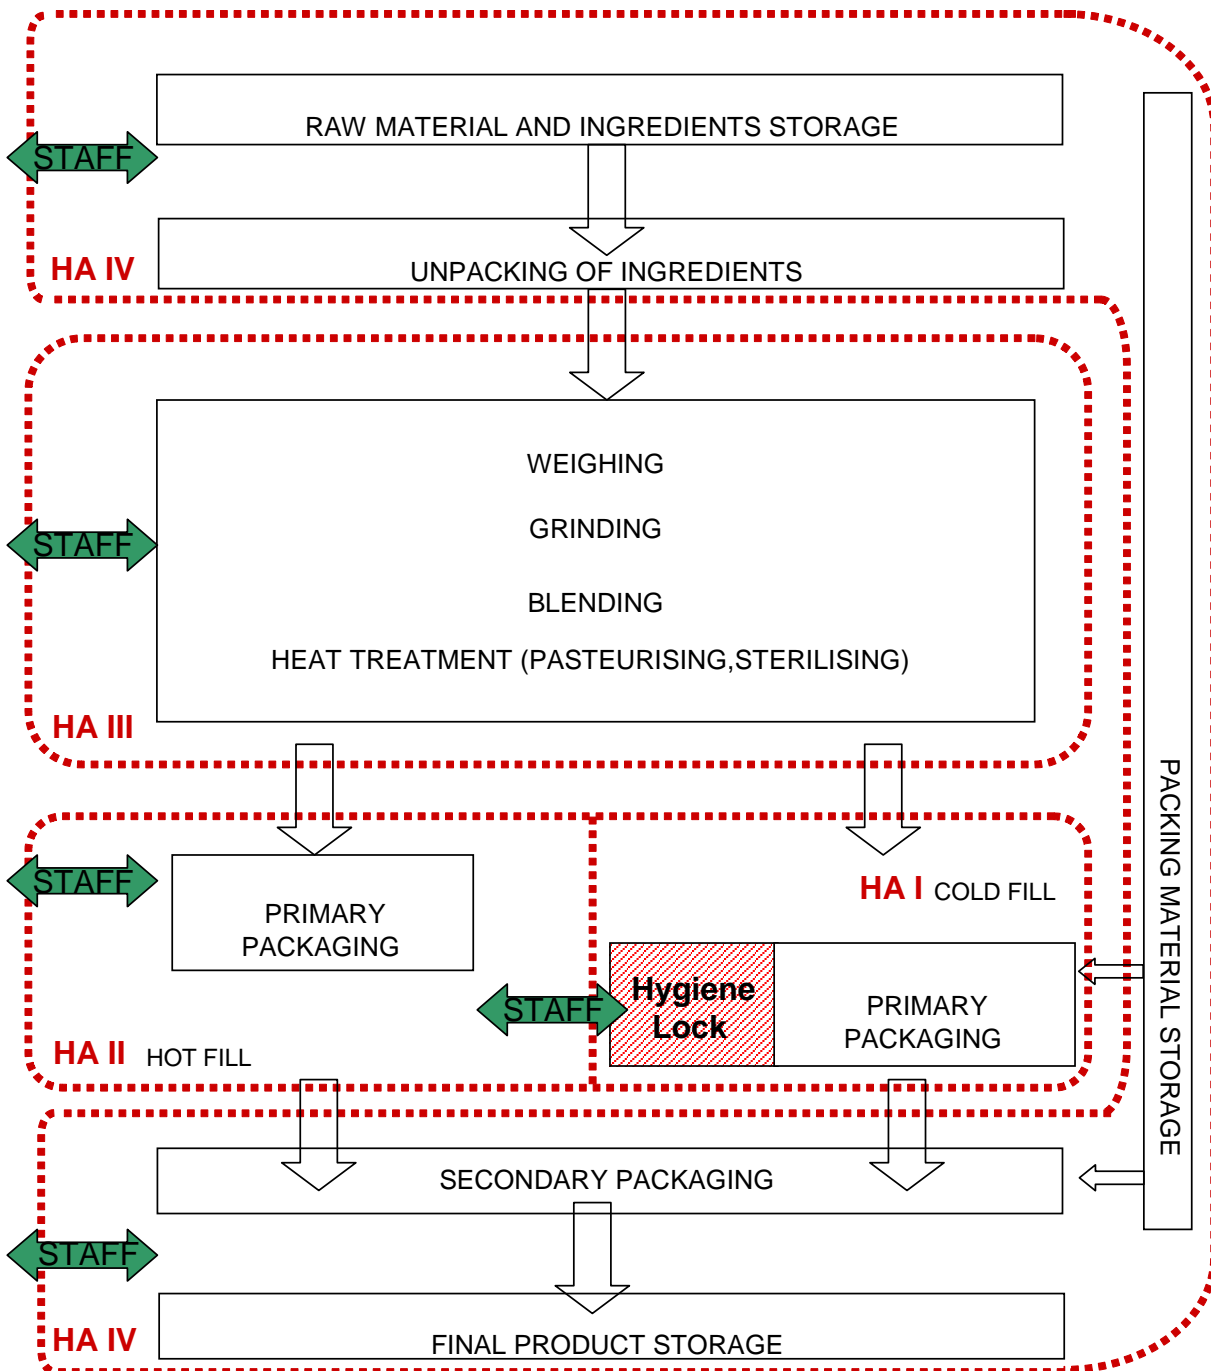 RAW MATERIAL AND INGREDIENTS STORAGE
STAFF
HA IV
UNPACKING OF INGREDIENTS
WEIGHING
GRINDING
STAFF
BLENDING
HEAT TREATMENT (PASTEURISING,STERILISING)
HA III
STAFF
PRIMARY
PACKAGING
HA II HOT FILL
HA I COLD FILL
STAFF
Hygiene
Lock
PRIMARY
PACKAGING
PACKING MATERIAL STORAGE
SECONDARY PACKAGING
STAFF
HA IV
FINAL PRODUCT STORAGE